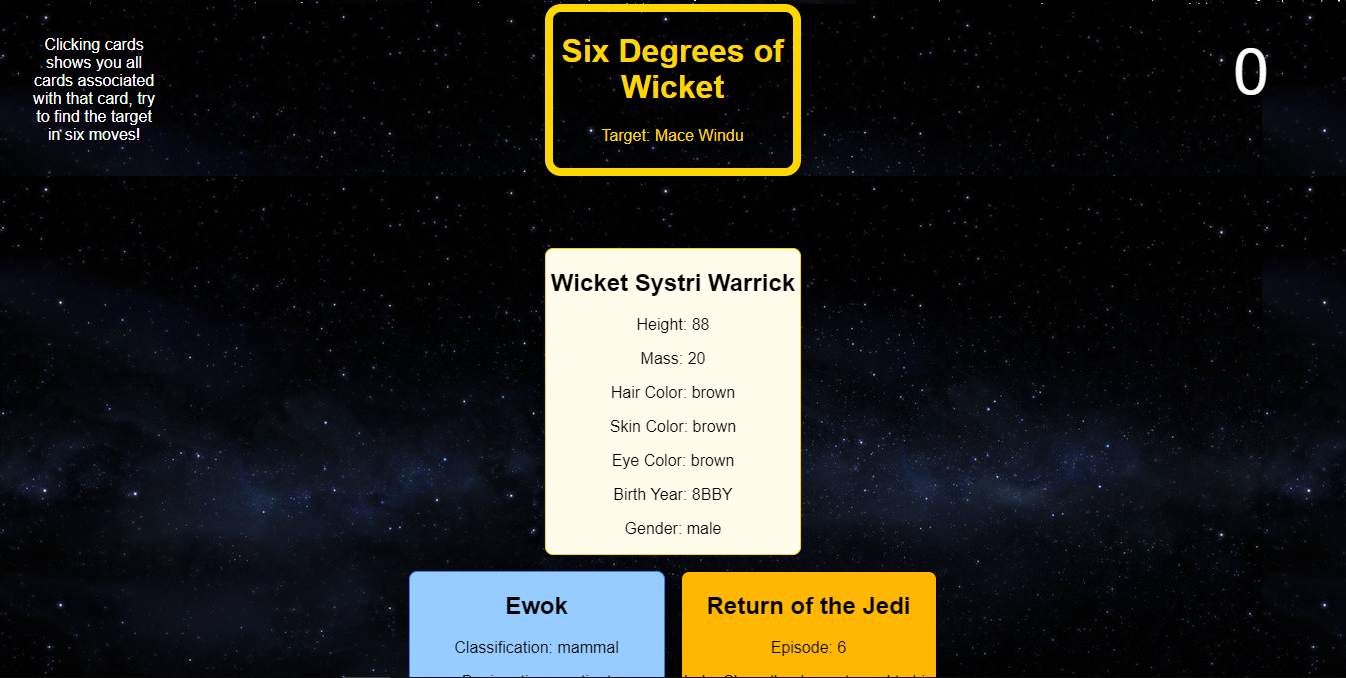 Clicking cards
shows you all
cards associated
with that card, try
to find the target
in six moves!
Six Degrees of
Wicket
Target: Mace Windu
0
Wicket Systri Warrick
Height: 88
Mass: 20
Hair Color: brown
Skin Color: brown
Eye Color: brown
Birth Year: 8BBY
Gender: male
Ewok
Classification: mammal
Return of the Jedi
Episode: 6